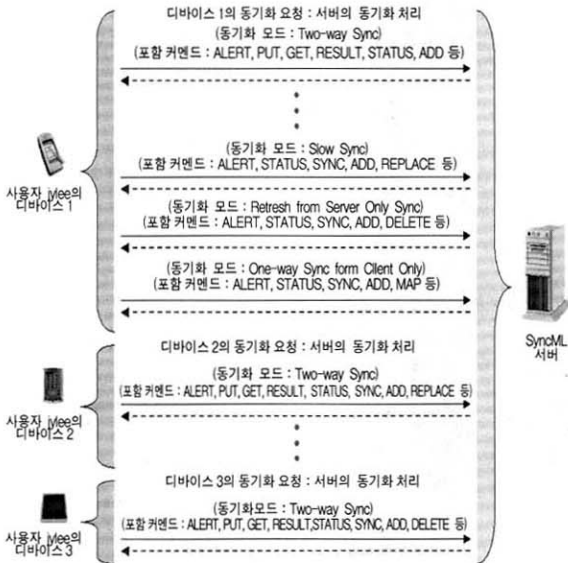 디바이스 1의 동기화 요청 : 서버의 동기화 처리
(동기화 모드 : Two-way Sync)
(포함 커멘드 : ALERT, PUT, GET, RESULT, STATUS, ADD 등)
(동기화 모드 : Slow Sync)
(포함 커멘드 : ALERT, STATUS, SYNC, ADD, REPLACE 등)
사용자 jylee의
디바이스 1
(동기화 모드 : Retresh from Server Only Sync)
(포함 커멘드 : ALERT, STATUS, SYNC, ADD, DELETE 등)
(동기화 모드 : One-way Sync form Client Only)
(포함 커멘드 : ALERT, STATUS, SYNC, ADD, MAP 등)
SyncML
서버
디바이스 2의 동기화 요청 : 서버의 동기화 처리
(동기화 모드 : Two-way Sync)
(포함 커멘드 : ALERT, PUT, GET, RESULT, STATUS, SYNC, ADD, REPLACE 등)
사용자 jylee의
디바이스 2
디바이스 3의 동기화 요청 : 서버의 동기화 처리
(동기화모드 : Two-way Sync)
(포함 커멘드 : ALERT, PUT, GET, RESULT,STATUS, SYNC, ADD, DELETE 등)
사용자 jylee의
디바이스 3